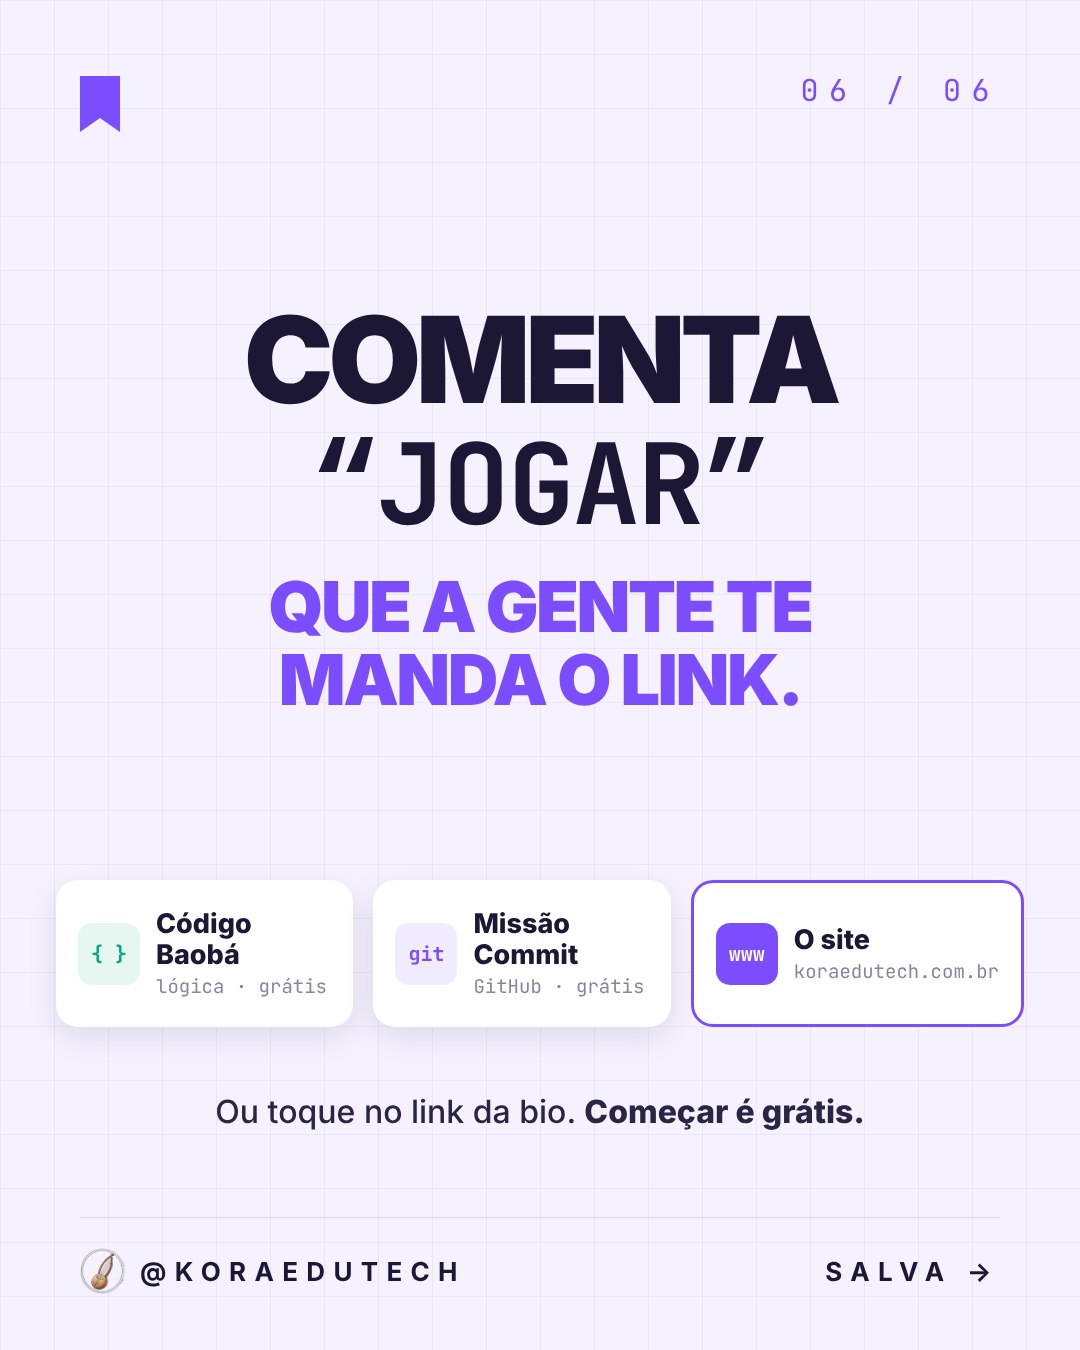 06 / 06
COMENTA
“JOGAR”
QUE A GENTE TE
MANDA O LINK.
{ }
Código
Baobá
lógica · grátis
git
Missão
Commit
GitHub · grátis
www
O site
koraedutech.com.br
Ou toque no link da bio. Começar é grátis.
@KORAEDUTECH
SALVA →